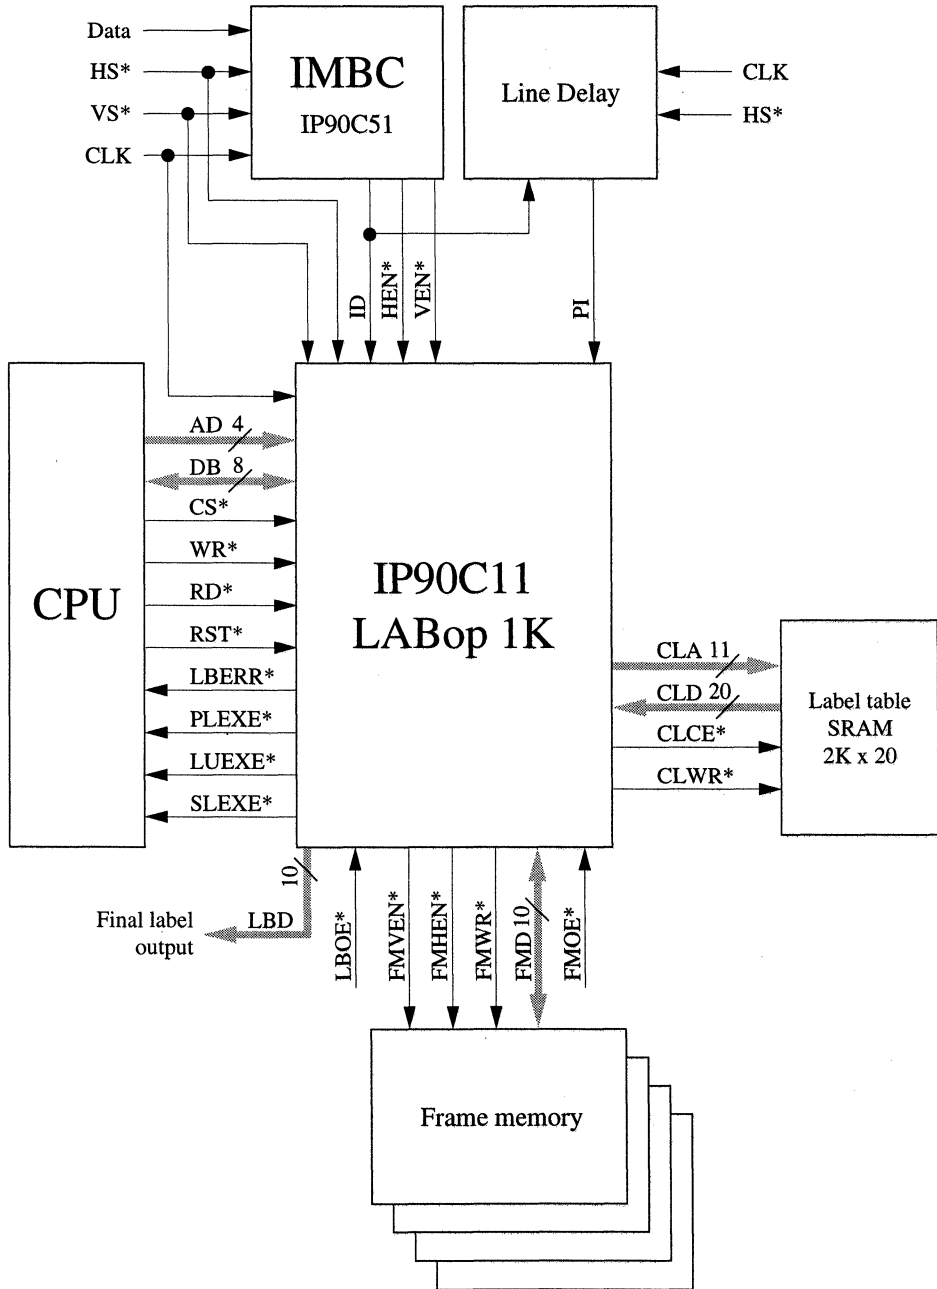 Data
HS*
VS*
CLK
IMBC
IP90C51
Line Delay
CLK
HS*
ID
HEN*
VEN*
PI
CPU
AD 4
DB 8
CS*
WR*
RD*
RST*
LBERR*
PLEXE*
LUEXE*
SLEXE*
IP90C11
LABop 1K
CLA 11
CLD 20
CLCE*
CLWR*
Label table
SRAM
2K x 20
10
LBD
Final label
output
LBOE*
FMVEN*
FMHEN*
FMWR*
FMD 10
FMOE*
Frame memory